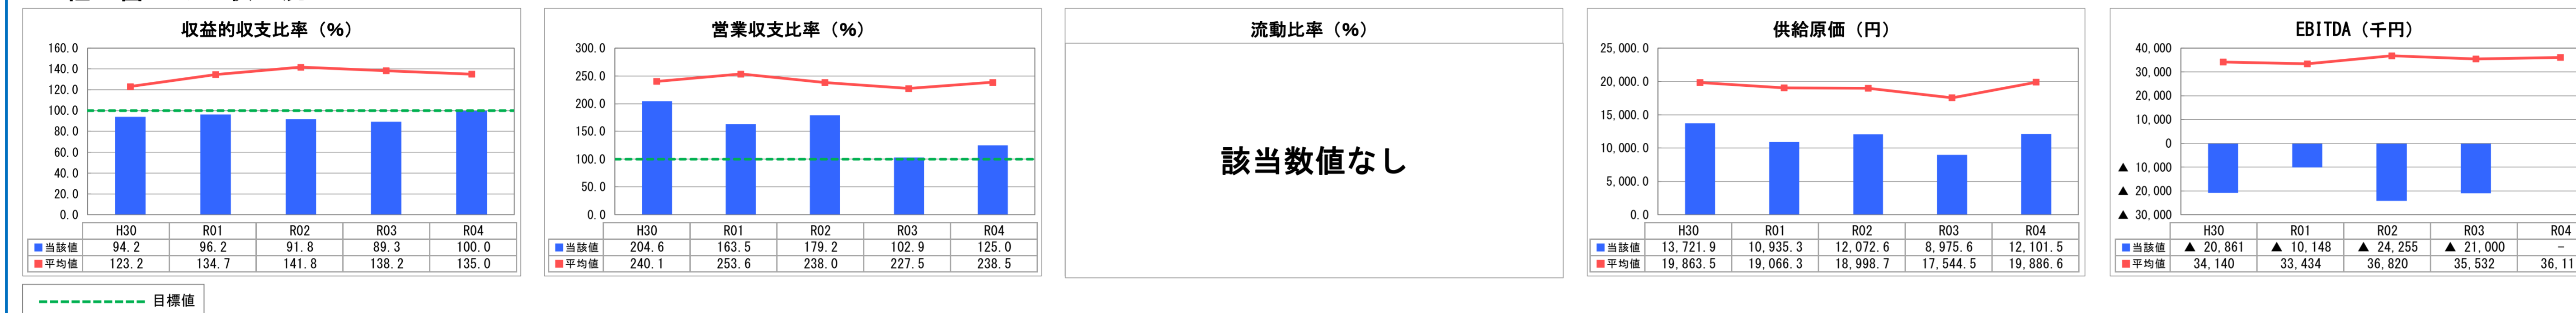 収益的収支比率（%）
160.0
140.0
120.0
100.0
80.0
60.0
40.0
20.0
0.0
H30 R01 R02 R03 R04
■当該値 94.2 96.2 91.8 89.3 100.0
■平均値 123.2 134.7 141.8 138.2 135.0
営業収支比率（%）
300.0
250.0
200.0
150.0
100.0
50.0
0.0
H30 R01 R02 R03 R04
■当該値 204.6 163.5 179.2 102.9 125.0
■平均値 240.1 253.6 238.0 227.5 238.5
流動比率（%）
該当数値なし
供給原価（円）
25,000.0
20,000.0
15,000.0
10,000.0
5,000.0
0.0
H30 R01 R02 R03 R04
■当該値 13,721.9 10,935.3 12,072.6 8,975.6 12,101.5
■平均値 19,863.5 19,066.3 18,998.7 17,544.5 19,886.6
EBITDA（千円）
40,000
30,000
20,000
10,000
0
▲ 10,000
▲ 20,000
▲ 30,000
H30 R01 R02 R03 R04
■当該値 ▲ 20,861 ▲ 10,148 ▲ 24,255 ▲ 21,000 －
■平均値 34,140 33,434 36,820 35,532 36,11
目標値